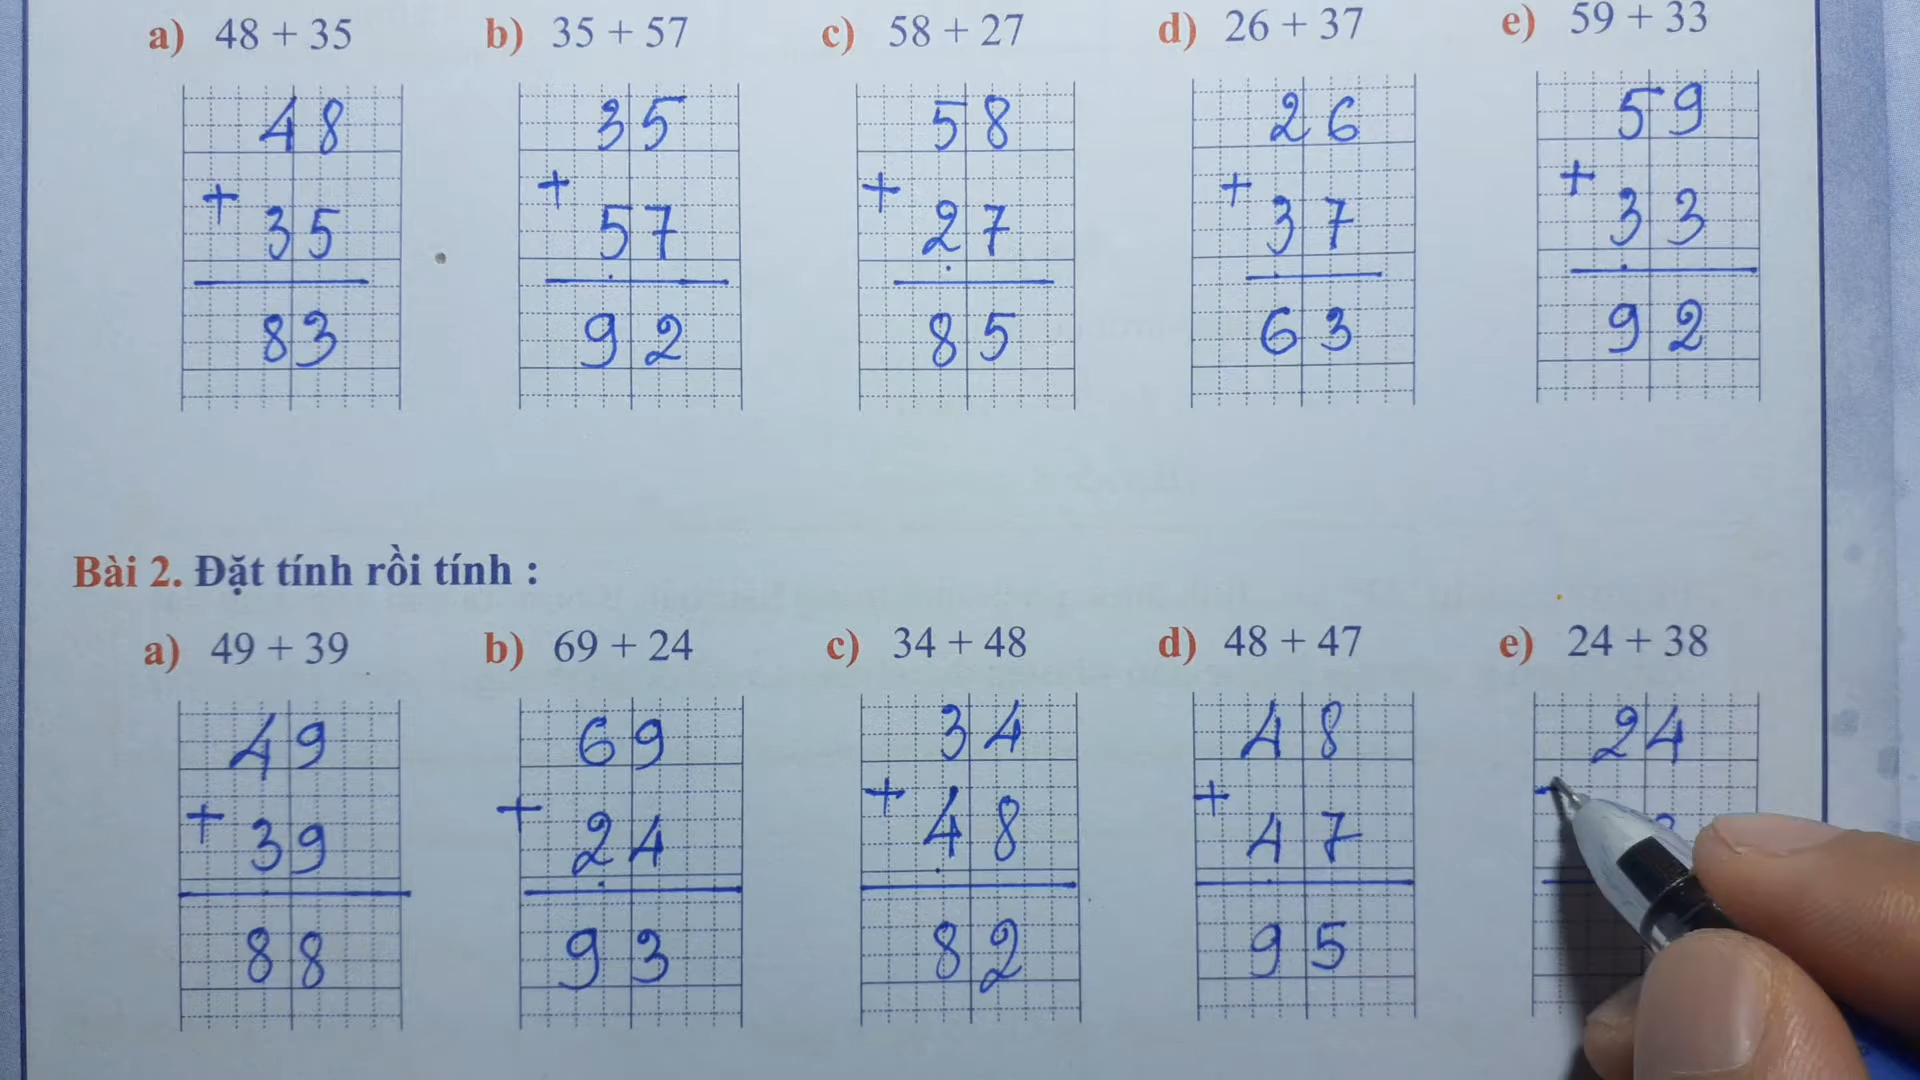 a) 48 + 35 b) 35 + 57 c) 58 + 27 d) 26 + 37 e) 59 + 33
48 35 58 26 59
+ + + + +
35 57 27 37 33
83 92 85 63 92
Bài 2. Đặt tính rồi tính :
a) 49 + 39 b) 69 + 24 c) 34 + 48 d) 48 + 47 e) 24 + 38
49 69 34 48 24
+ + + +
39 24 48 47
88 93 82 95